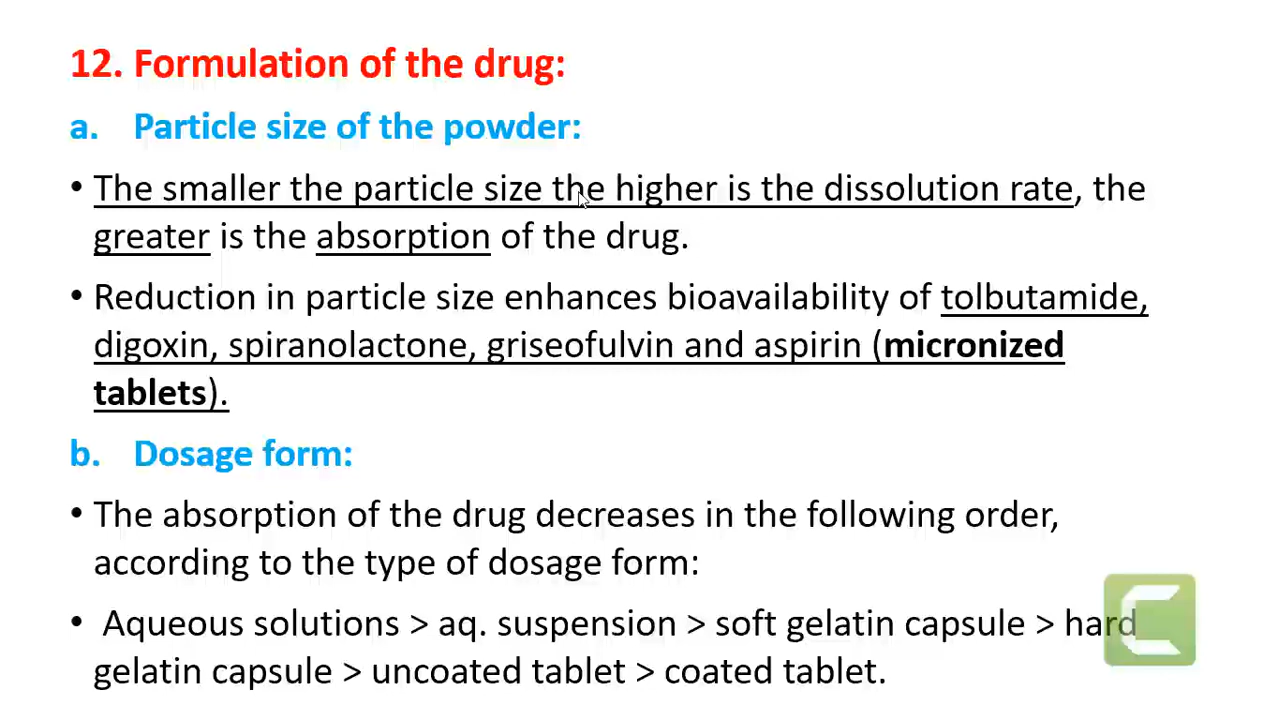 12. Formulation of the drug:
a. Particle size of the powder:
• The smaller the particle size the higher is the dissolution rate, the
greater is the absorption of the drug.
• Reduction in particle size enhances bioavailability of tolbutamide,
digoxin, spiranolactone, griseofulvin and aspirin (micronized
tablets).
b. Dosage form:
• The absorption of the drug decreases in the following order,
according to the type of dosage form:
• Aqueous solutions > aq. suspension > soft gelatin capsule > hard
gelatin capsule > uncoated tablet > coated tablet.